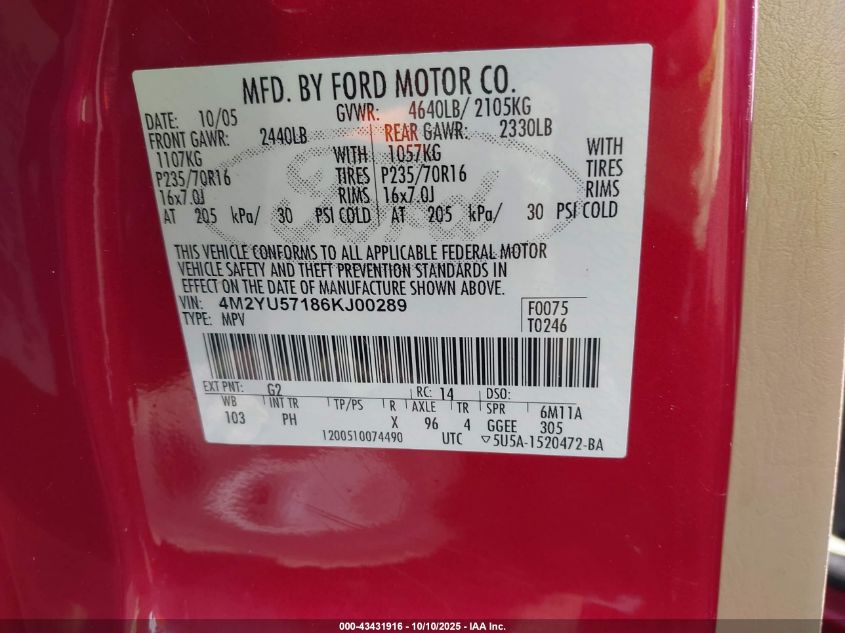 MFD. BY FORD MOTOR CO.
DATE: 10/05 GVWR: 4640LB/ 2105KG
FRONT GAWR: 2440LB REAR GAWR: 2330LB
1107KG WITH 1057KG WITH
P235/70R16 TIRES P235/70R16 TIRES
16x7.0J RIMS 16x7.0J RIMS
AT 205 kPa/ 30 PSI COLD AT 205 kPa/ 30 PSI COLD
Ford
THIS VEHICLE CONFORMS TO ALL APPLICABLE FEDERAL MOTOR
VEHICLE SAFETY AND THEFT PREVENTION STANDARDS IN
EFFECT ON THE DATE OF MANUFACTURE SHOWN ABOVE.
VIN: 4M2YU57186KJ00289 F0075
TYPE: MPV T0246
EXT PNT: G2 RC: 14 DSO:
WB INT TR TP/PS R AXLE TR SPR 6M11A
103 PH X 96 4 GGEE 305
1200510074490 UTC ▽5U5A-1520472-BA
000-43431916 - 10/10/2025 - IAA Inc.